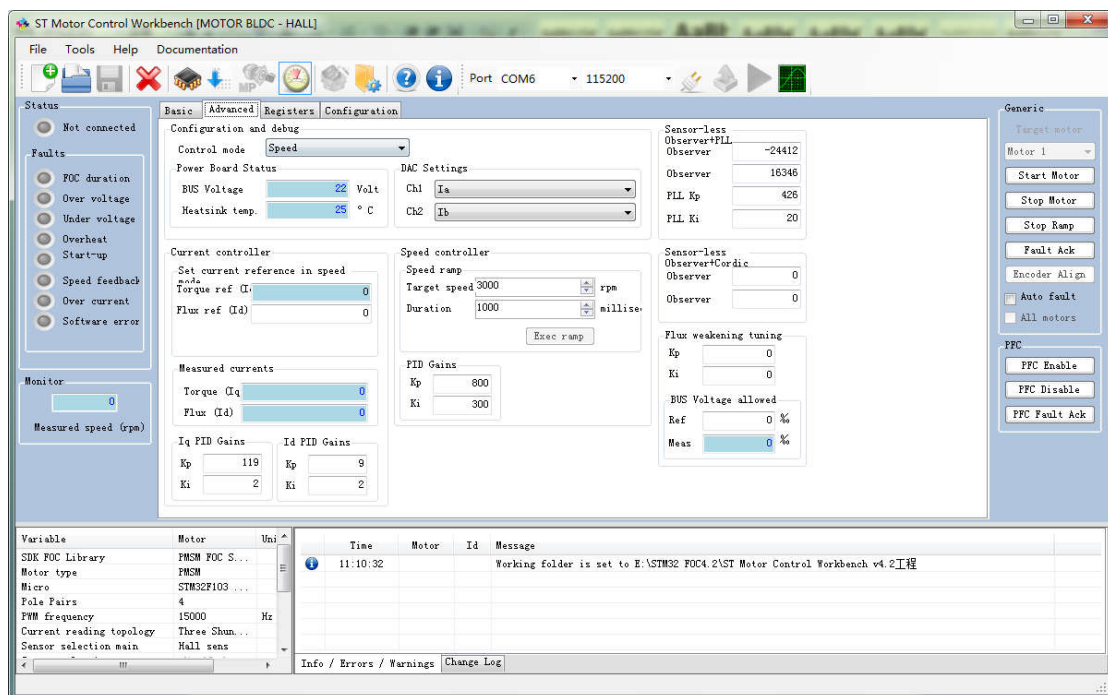 ST Motor Control Workbench [MOTOR BLDC - HALL]
File Tools Help Documentation
Port COM6 115200
Status
Not connected
Faults
FOC duration
Over voltage
Under voltage
Overheat
Start-up
Speed feedback
Over current
Software error
Monitor
0
Measured speed (rpm)
Basic Advanced Registers Configuration
Configuration and debug
Control mode Speed
Power Board Status
BUS Voltage 22 Volt
Heatsink temp. 25 ° C
DAC Settings
Ch1 Ia
Ch2 Ib
Current controller
Set current reference in speed
Torque ref 0
Flux ref (Id) 0
Measured currents
Torque (Iq 0
Flux (Id) 0
Iq PID Gains
Kp 119
Ki 2
Id PID Gains
Kp 9
Ki 2
Speed controller
Speed ramp
Target speed 3000 rpm
Duration 1000 millise
Exec ramp
PID Gains
Kp 800
Ki 300
Sensor-less
Observer+PLL
Observer -24412
Observer 16346
PLL Kp 426
PLL Ki 20
Sensor-less
Observer+Cordic
Observer 0
Observer 0
Flux weakening tuning
Kp 0
Ki 0
BUS Voltage allowed
Ref 0 ‰
Meas 0 ‰
Generic
Target motor
Motor 1
Start Motor
Stop Motor
Stop Ramp
Fault Ack
Encoder Align
Auto fault
All motors
PFC
PFC Enable
PFC Disable
PFC Fault Ack
Variable Motor Uni
SDK FOC Library PMSM FOC S...
Motor type PMSM
Micro STM32F103 ...
Pole Pairs 4
PWM frequency 15000 Hz
Current reading topology Three Shun...
Sensor selection main Hall sens
Time Motor Id Message
11:10:32 Working folder is set to E:\STM32 FOC4.2\ST Motor Control Workbench v4.2工程
Info / Errors / Warnings Change Log